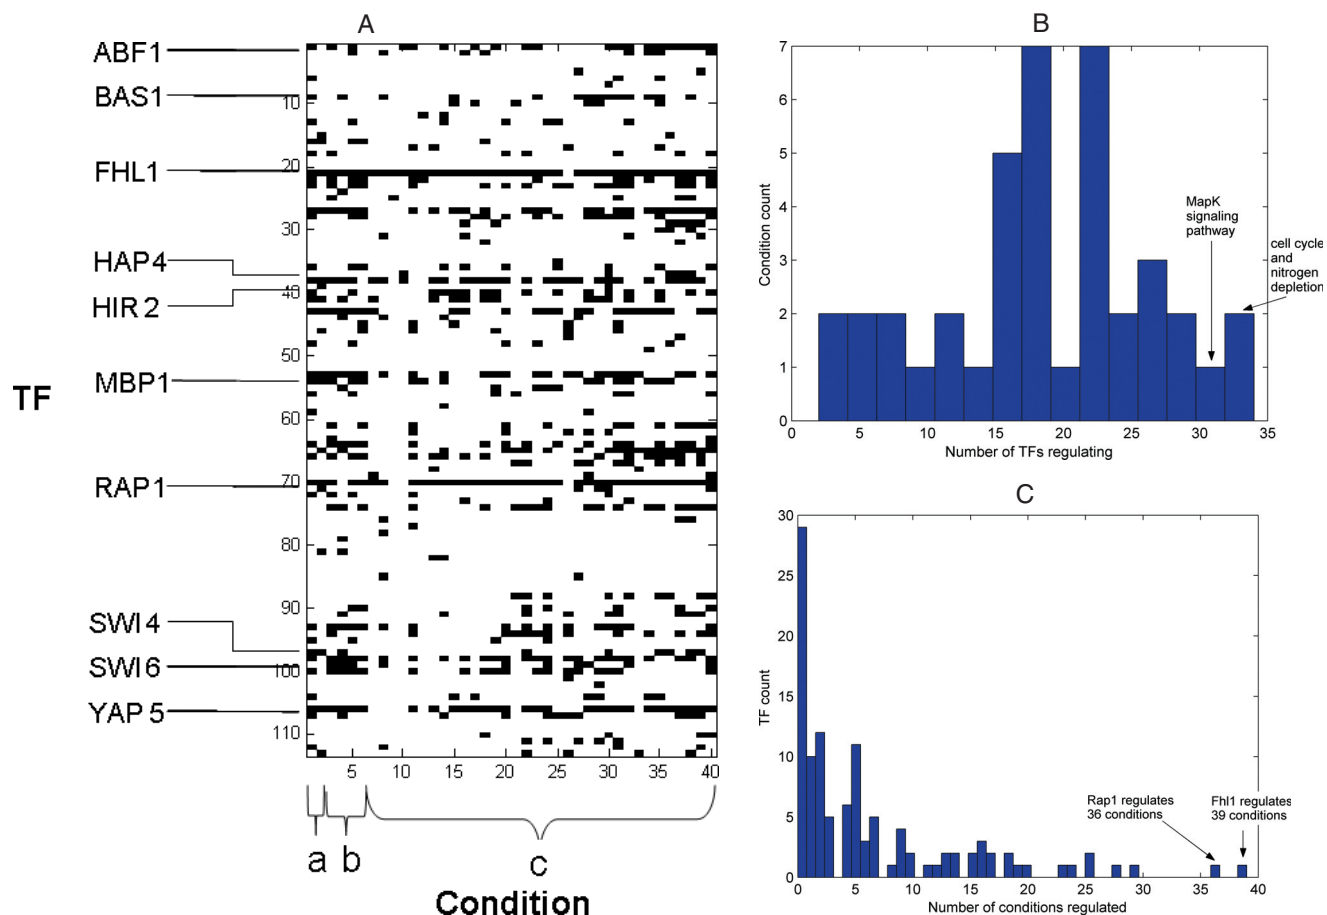 A
ABF1
BAS1
FHL1
HAP4
HIR 2
MBP1
TF
RAP1
SWI4
SWI6
YAP5
10
20
30
40
50
60
70
80
90
100
110
5 10 15 20 25 30 35 40
a b c
Condition
B
7
6
5
4
3
2
1
0
Condition count
MapK
signaling
pathway
cell cycle
and
nitrogen
depletion
0 5 10 15 20 25 30 35
Number of TFs regulating
C
30
25
20
15
10
5
0
TF count
Rap1 regulates
36 conditions
Fhl1 regulates
39 conditions
0 5 10 15 20 25 30 35 40
Number of conditions regulated